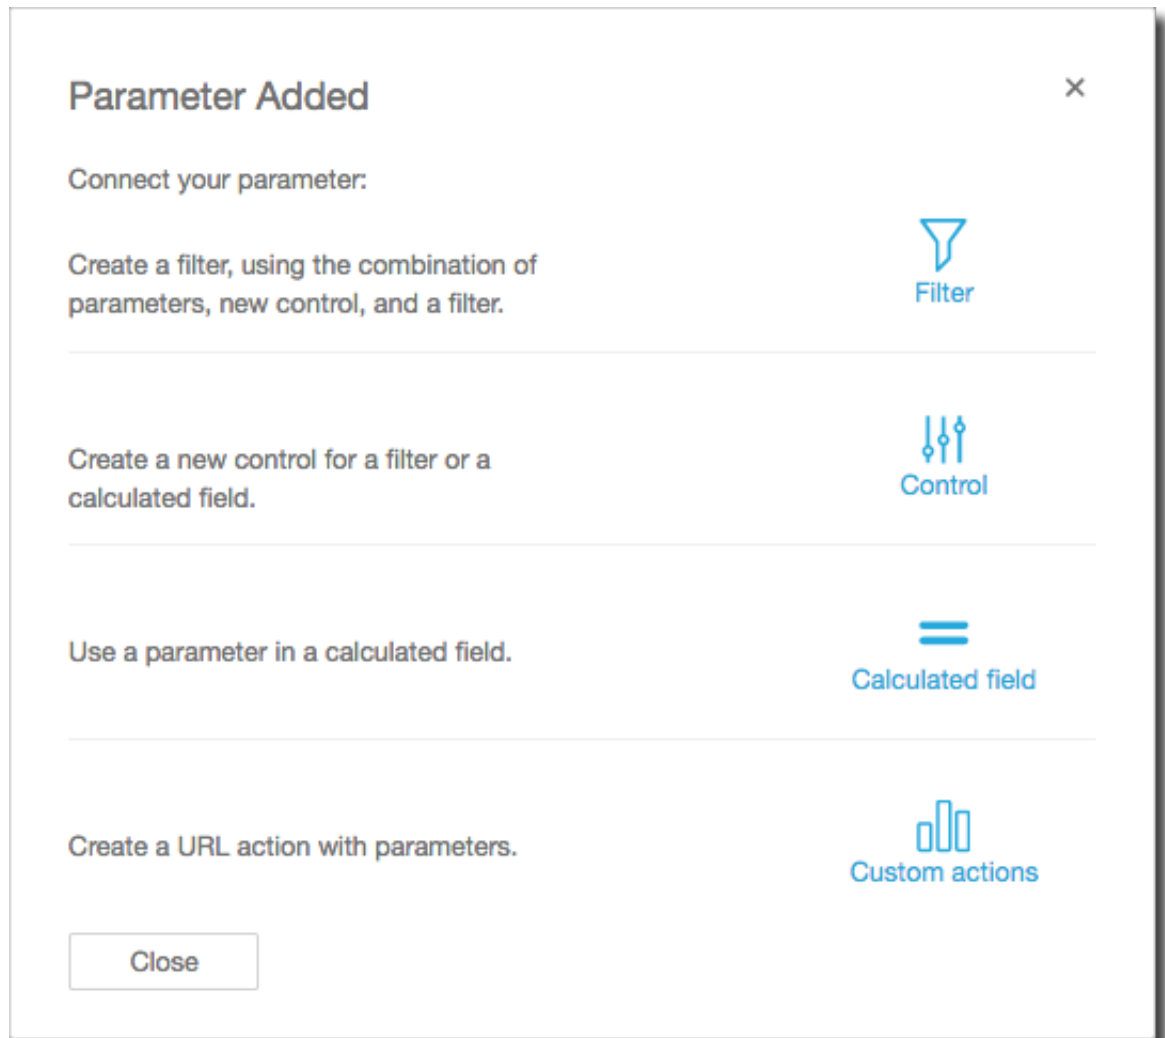 Parameter Added
Connect your parameter:
Create a filter, using the combination of
parameters, new control, and a filter.
Filter
Create a new control for a filter or a
calculated field.
Control
Use a parameter in a calculated field.
Calculated field
Create a URL action with parameters.
Custom actions
Close